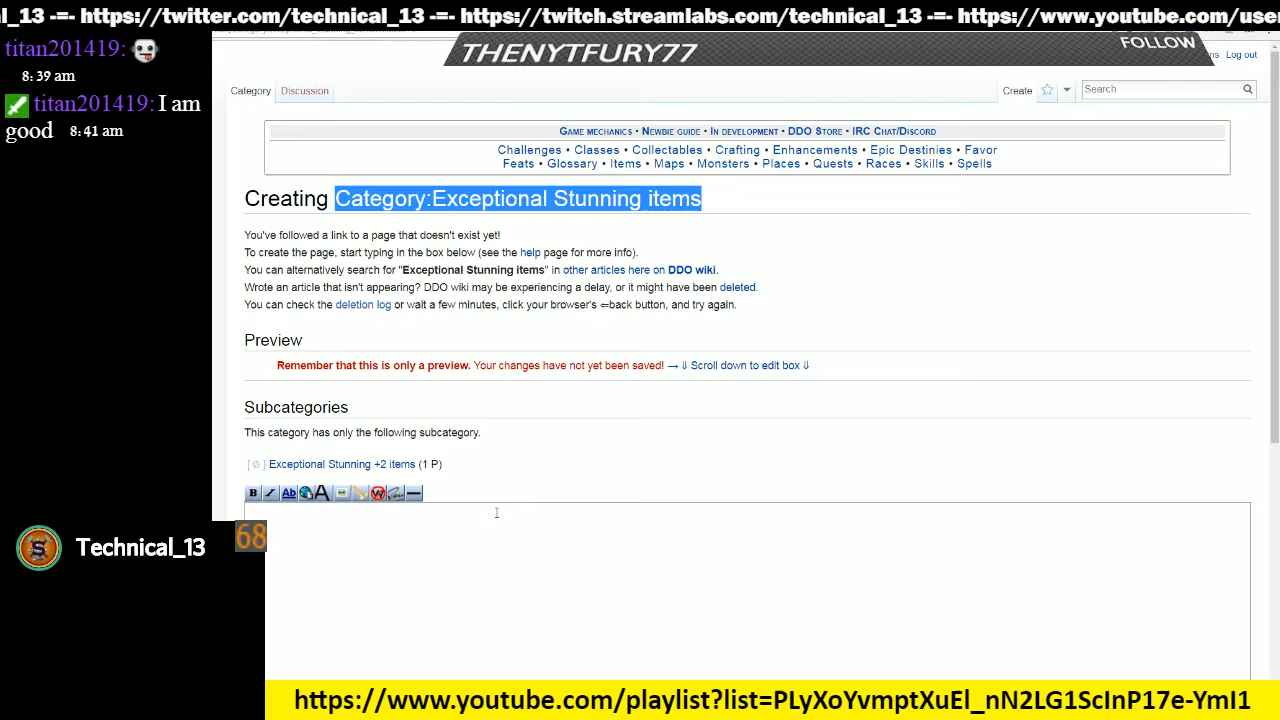 l_13 -=- https://twitter.com/technical_13 -=- https://twitch.streamlabs.com/technical_13 -=- https://www.youtube.com/use
titan201419:
8:39 am
titan201419: I am
good 8:41 am
THENYTFURY77
FOLLOW
ns Log out
Category Discussion
Create
Search
Game mechanics • Newbie guide • In development • DDO Store • IRC Chat/Discord
Challenges • Classes • Collectables • Crafting • Enhancements • Epic Destinies • Favor
Feats • Glossary • Items • Maps • Monsters • Places • Quests • Races • Skills • Spells
Creating Category:Exceptional Stunning items
You've followed a link to a page that doesn't exist yet!
To create the page, start typing in the box below (see the help page for more info).
You can alternatively search for "Exceptional Stunning items" in other articles here on DDO wiki.
Wrote an article that isn't appearing? DDO wiki may be experiencing a delay, or it might have been deleted.
You can check the deletion log or wait a few minutes, click your browser's ⇐back button, and try again.
Preview
Remember that this is only a preview. Your changes have not yet been saved! → ⇓ Scroll down to edit box ⇓
Subcategories
This category has only the following subcategory.
[ Ø ] Exceptional Stunning +2 items (1 P)
B I Ab A W
Technical_13
68
https://www.youtube.com/playlist?list=PLyXoYvmptXuEl_nN2LG1ScInP17e-YmI1